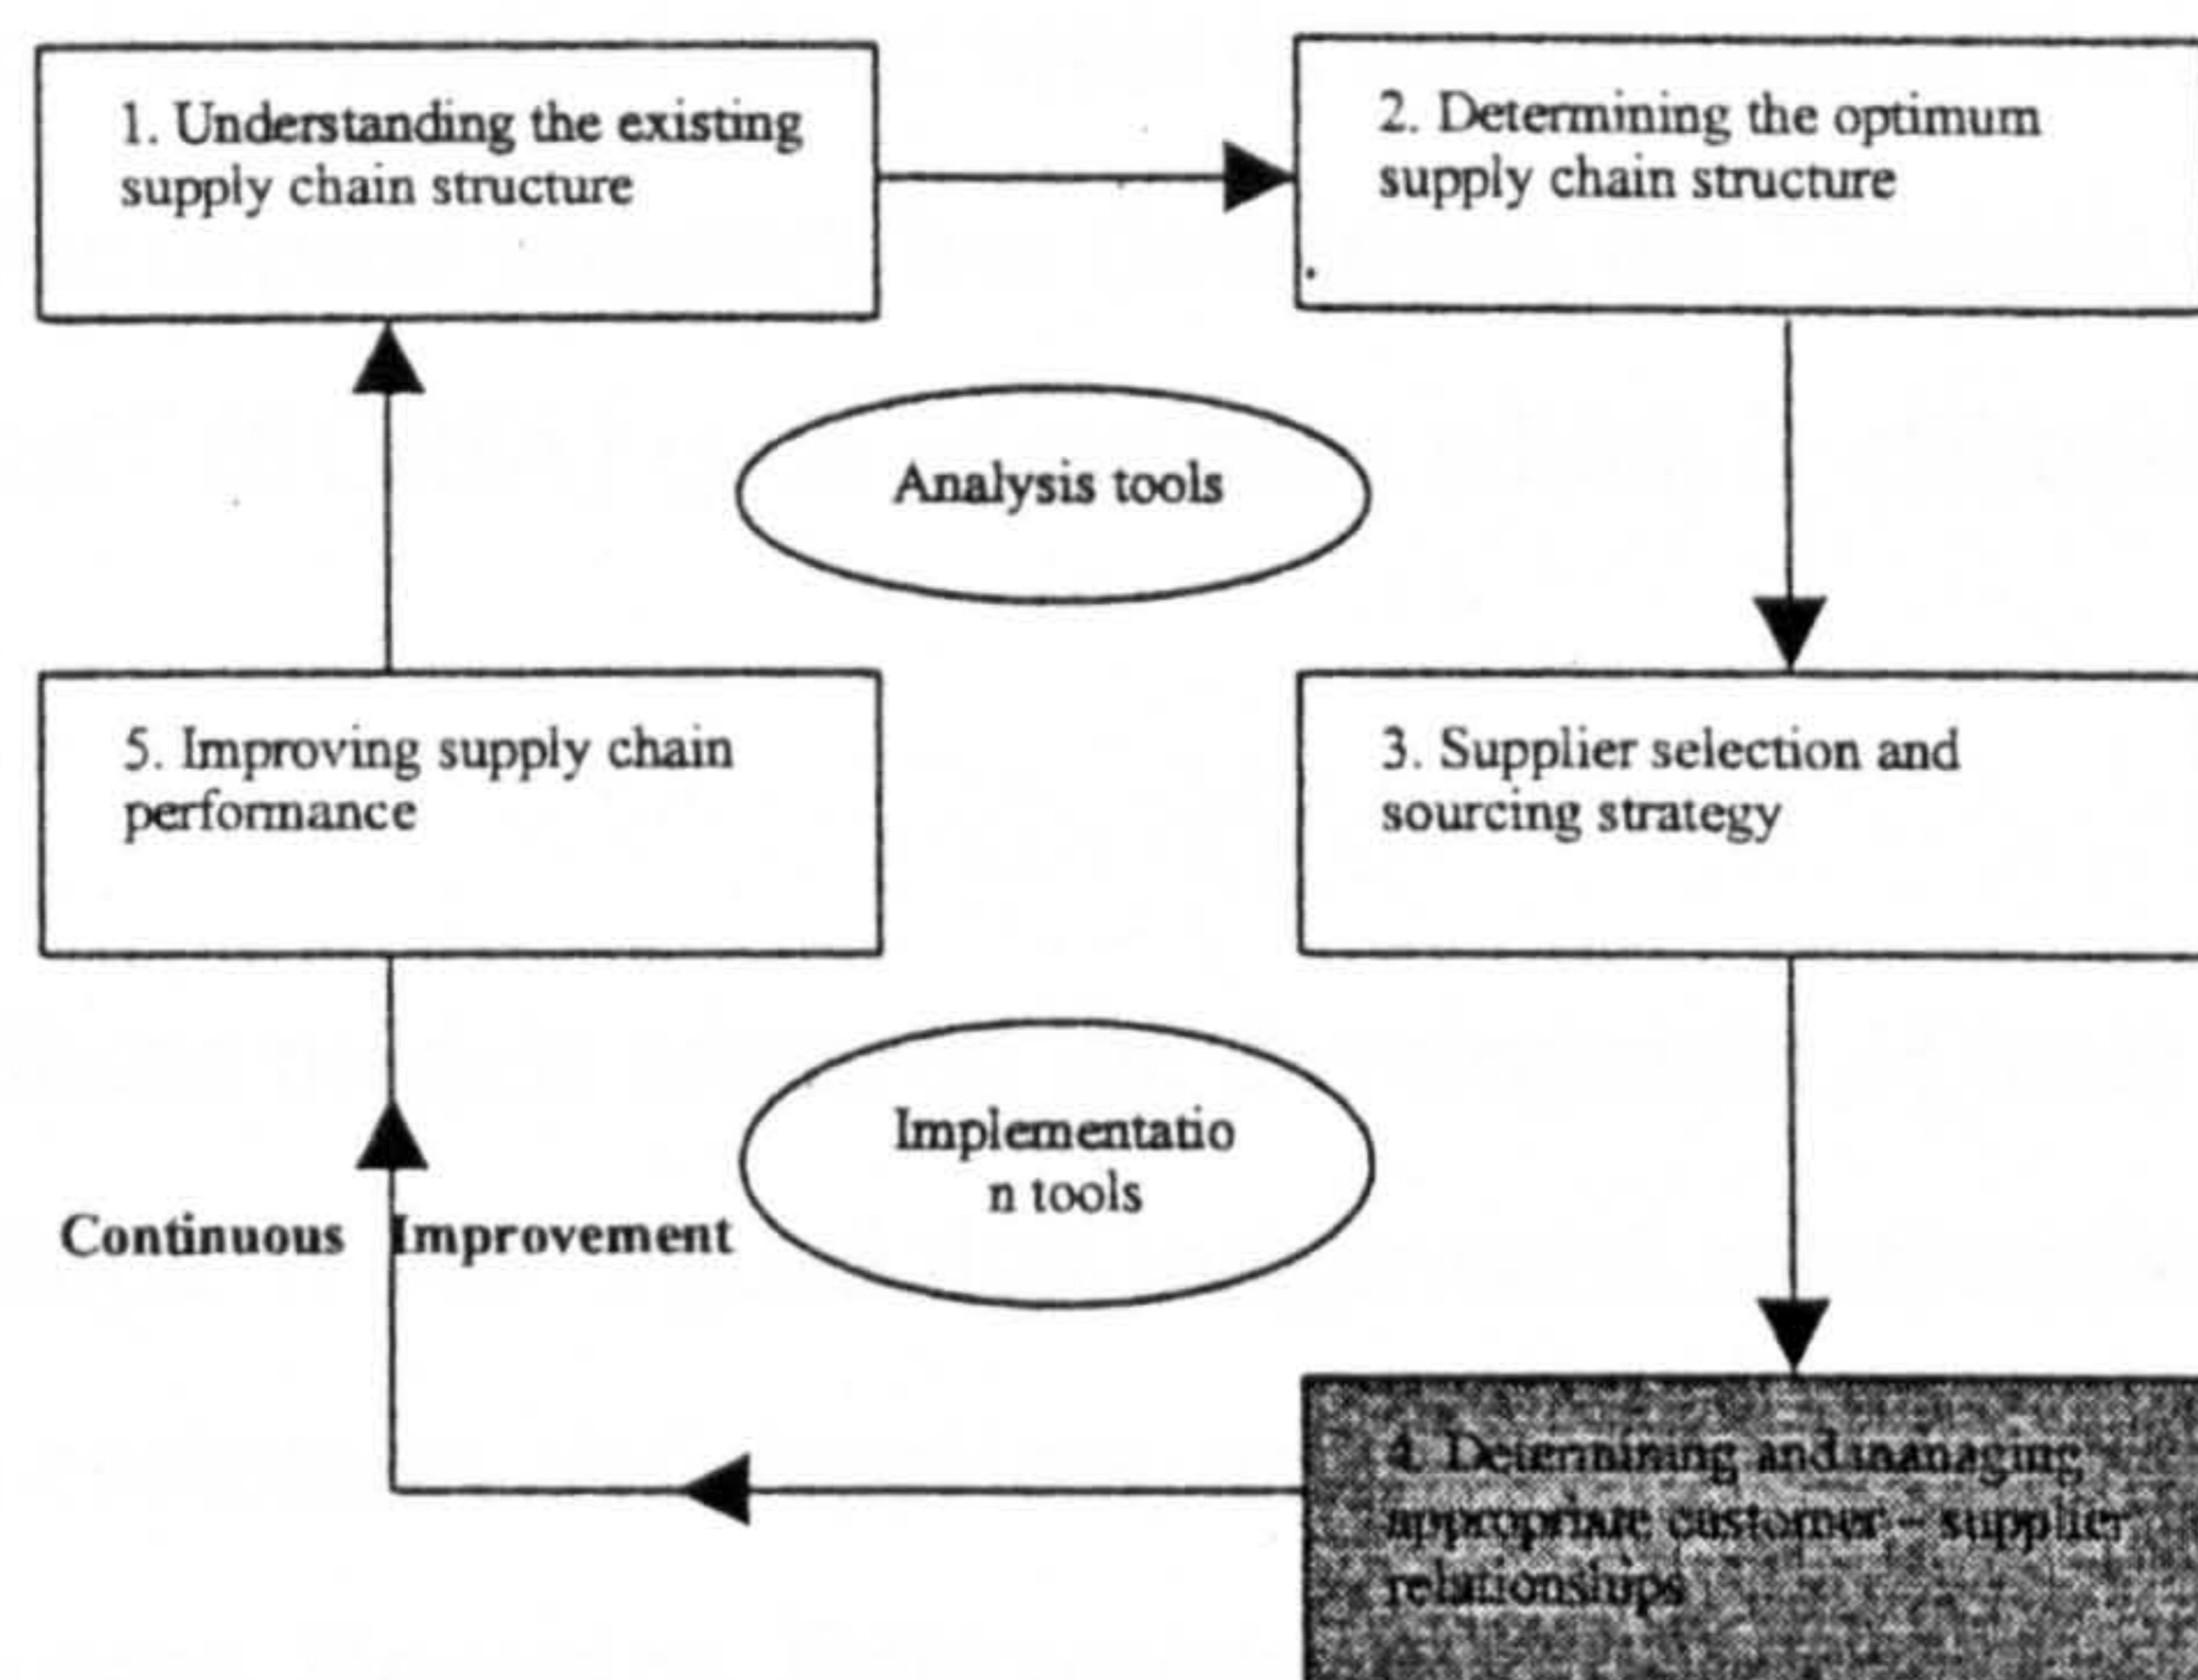 1. Understanding the existing
supply chain structure
2. Determining the optimum
supply chain structure
Analysis tools
5. Improving supply chain
performance
3. Supplier selection and
sourcing strategy
Implementatio
n tools
Continuous Improvement
4. Determining and managing
appropriate customer – supplier
relationships